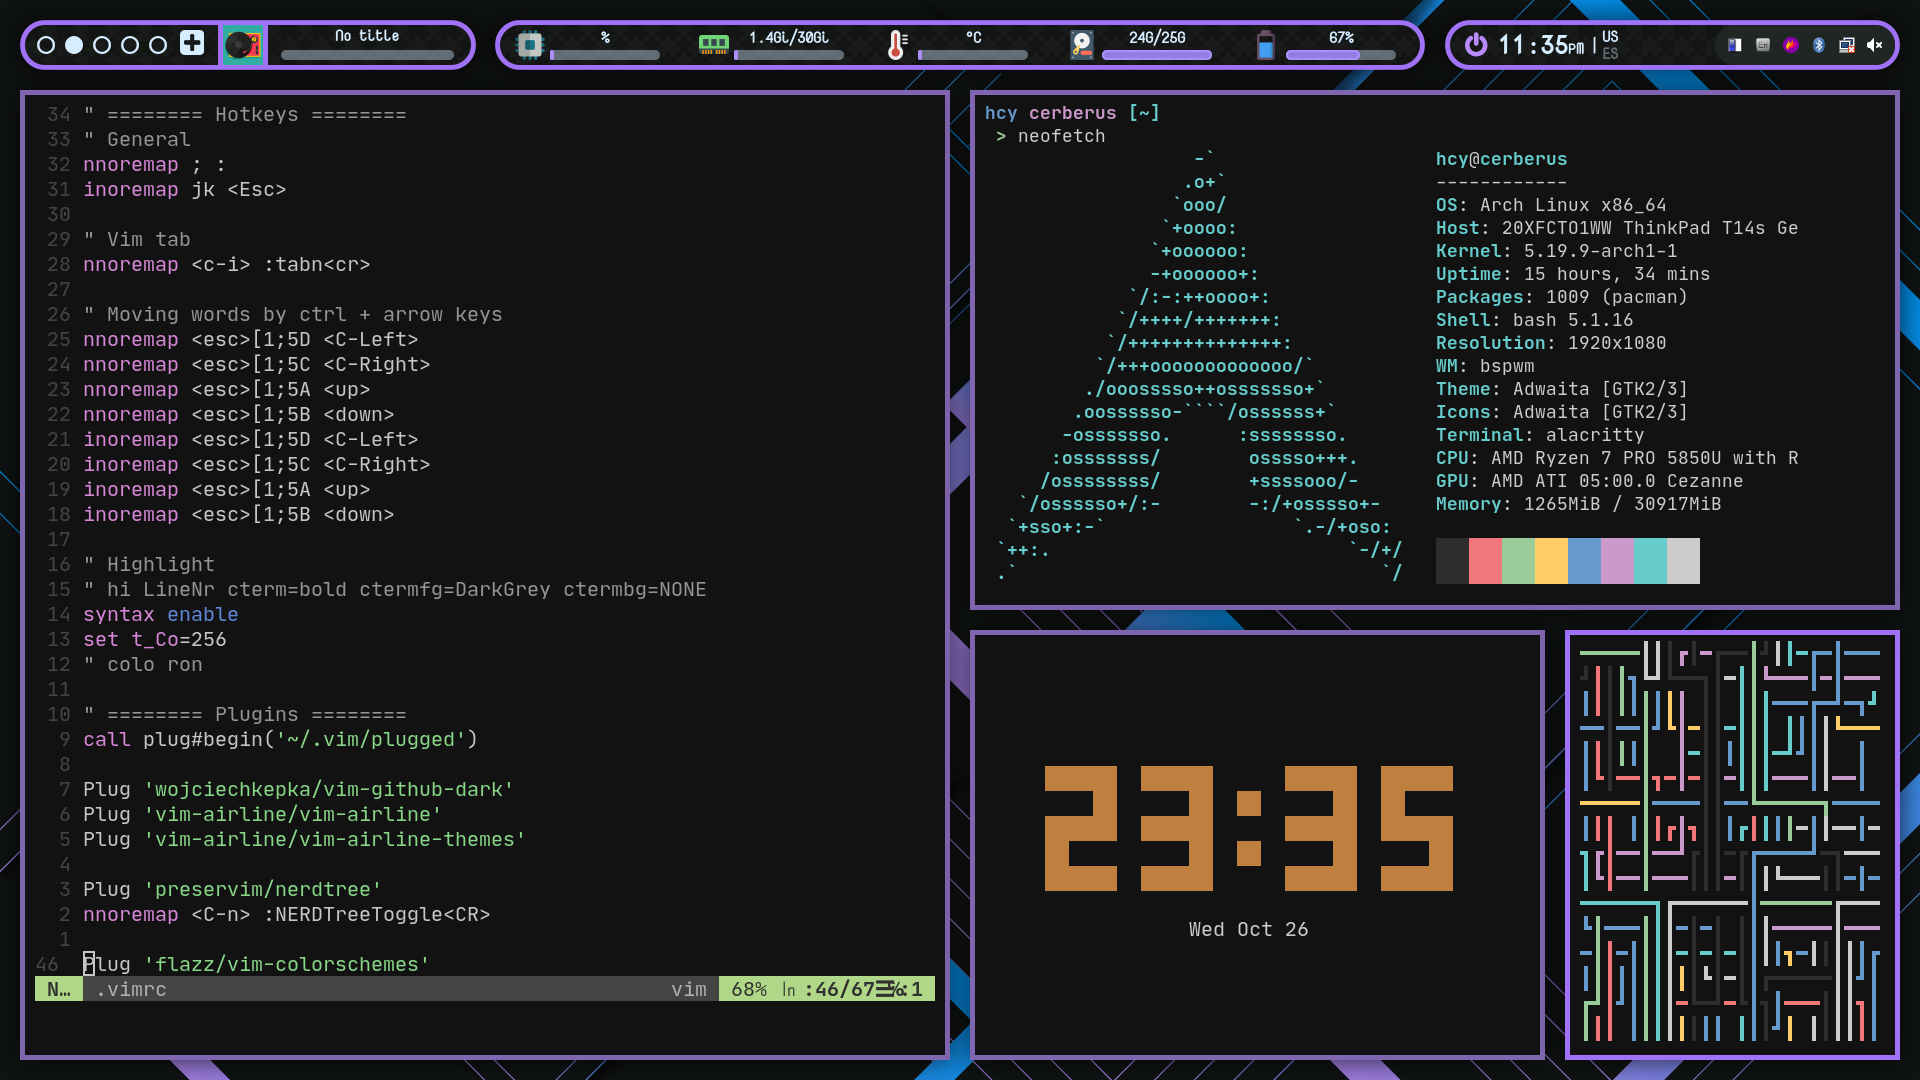 No title
%
1.4Gi/30Gi
°C
24G/25G
67%
11:35PM | US
ES
En
34 " ======== Hotkeys ========
33 " General
32 nnoremap ; :
31 inoremap jk <Esc>
30
29 " Vim tab
28 nnoremap <c-i> :tabn<cr>
27
26 " Moving words by ctrl + arrow keys
25 nnoremap <esc>[1;5D <C-Left>
24 nnoremap <esc>[1;5C <C-Right>
23 nnoremap <esc>[1;5A <up>
22 nnoremap <esc>[1;5B <down>
21 inoremap <esc>[1;5D <C-Left>
20 inoremap <esc>[1;5C <C-Right>
19 inoremap <esc>[1;5A <up>
18 inoremap <esc>[1;5B <down>
17
16 " Highlight
15 " hi LineNr cterm=bold ctermfg=DarkGrey ctermbg=NONE
14 syntax enable
13 set t_Co=256
12 " colo ron
11
10 " ======== Plugins ========
9 call plug#begin('~/.vim/plugged')
8
7 Plug 'wojciechkepka/vim-github-dark'
6 Plug 'vim-airline/vim-airline'
5 Plug 'vim-airline/vim-airline-themes'
4
3 Plug 'preservim/nerdtree'
2 nnoremap <C-n> :NERDTreeToggle<CR>
1
46 Plug 'flazz/vim-colorschemes'
N… .vimrc vim 68% ln :46/67☰℅:1
hcy cerberus [~]
> neofetch
hcy@cerberus
------------
OS: Arch Linux x86_64
Host: 20XFCTO1WW ThinkPad T14s Ge
Kernel: 5.19.9-arch1-1
Uptime: 15 hours, 34 mins
Packages: 1009 (pacman)
Shell: bash 5.1.16
Resolution: 1920x1080
WM: bspwm
Theme: Adwaita [GTK2/3]
Icons: Adwaita [GTK2/3]
Terminal: alacritty
CPU: AMD Ryzen 7 PRO 5850U with R
GPU: AMD ATI 05:00.0 Cezanne
Memory: 1265MiB / 30917MiB
23:35
Wed Oct 26